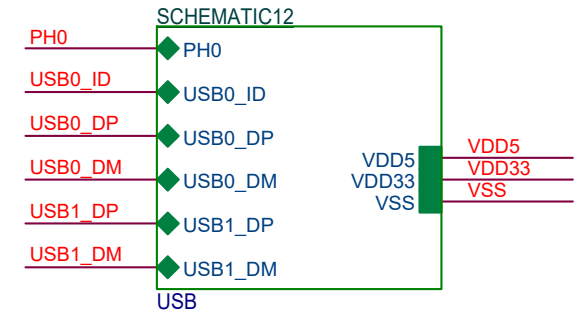 SCHEMATIC12
PH0
PH0
USB0_ID
USB0_ID
USB0_DP
USB0_DP
USB0_DM
USB0_DM
USB1_DP
USB1_DP
USB1_DM
USB1_DM
VDD5
VDD5
VDD33
VDD33
VSS
VSS
USB